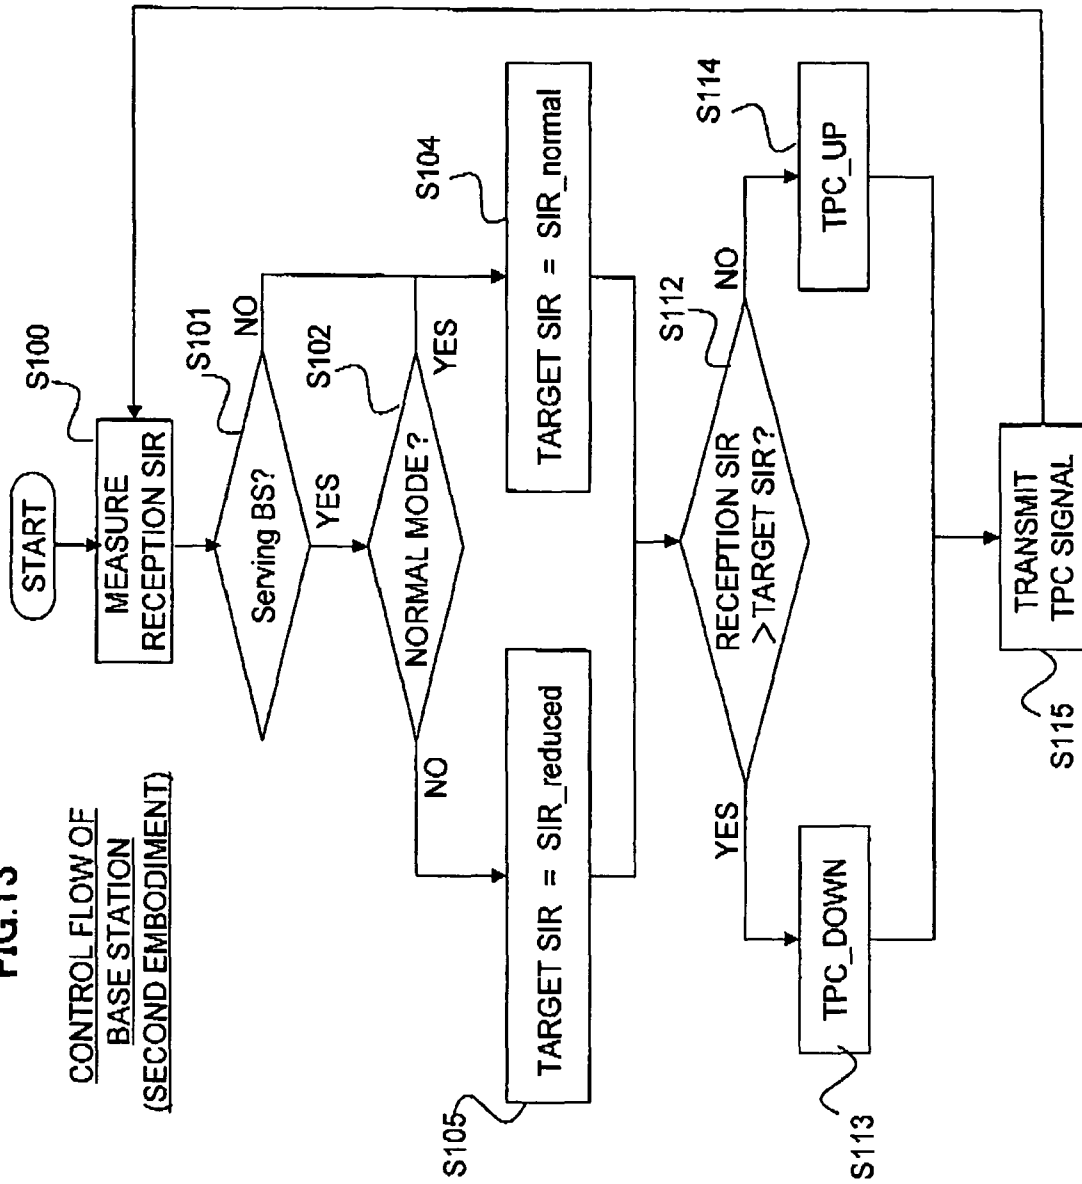 FIG.13
CONTROL FLOW OF
BASE STATION
(SECOND EMBODIMENT)
START
S100
MEASURE
RECEPTION SIR
S101
Serving BS?
NO
YES
S102
NORMAL MODE?
YES
NO
S104
TARGET SIR = SIR_normal
S105
TARGET SIR = SIR_reduced
S112
RECEPTION SIR
>TARGET SIR?
YES
NO
S113
TPC_DOWN
S114
TPC_UP
S115
TRANSMIT
TPC SIGNAL